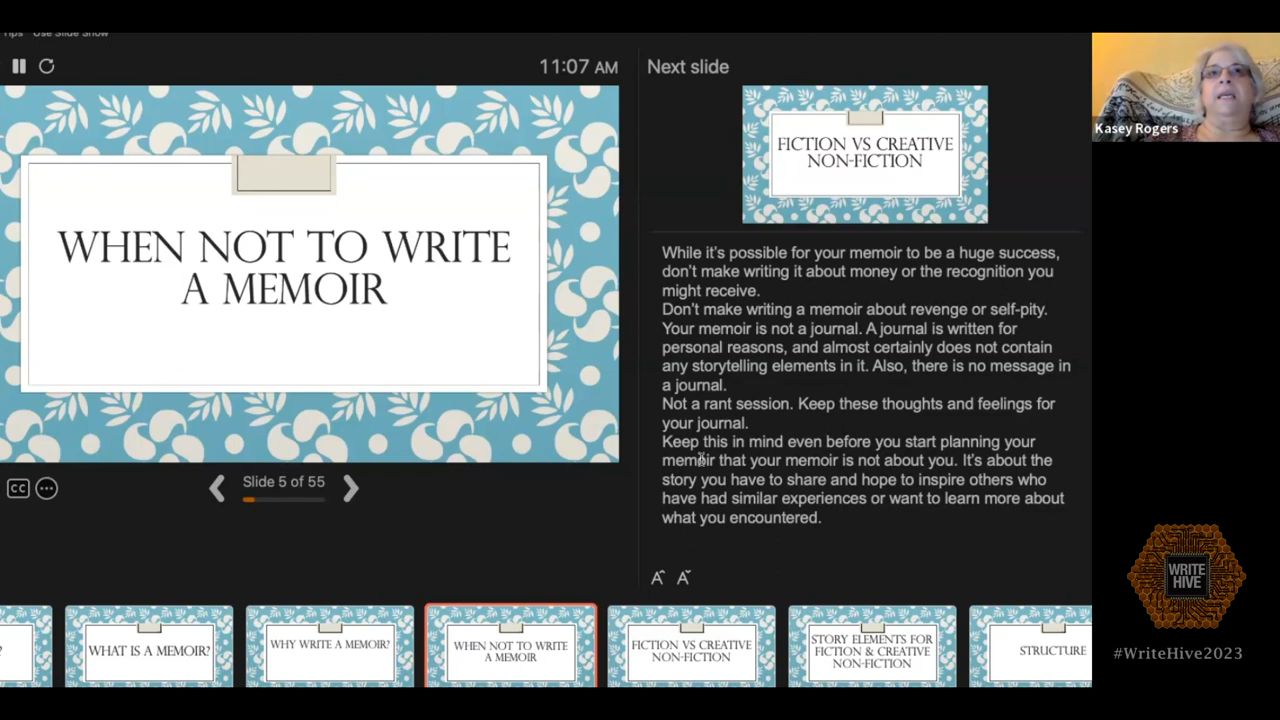 Tips Use Slide Show
11:07 AM
Next slide
WHEN NOT TO WRITE
A MEMOIR
FICTION VS CREATIVE
NON-FICTION
Kasey Rogers
While it's possible for your memoir to be a huge success,
don't make writing it about money or the recognition you
might receive.
Don't make writing a memoir about revenge or self-pity.
Your memoir is not a journal. A journal is written for
personal reasons, and almost certainly does not contain
any storytelling elements in it. Also, there is no message in
a journal.
Not a rant session. Keep these thoughts and feelings for
your journal.
Keep this in mind even before you start planning your
memoir that your memoir is not about you. It's about the
story you have to share and hope to inspire others who
have had similar experiences or want to learn more about
what you encountered.
CC
Slide 5 of 55
A A
?
WHAT IS A MEMOIR?
WHY WRITE A MEMOIR?
WHEN NOT TO WRITE
A MEMOIR
FICTION VS CREATIVE
NON-FICTION
STORY ELEMENTS FOR
FICTION & CREATIVE
NON-FICTION
STRUCTURE
WRITE
HIVE
#WriteHive2023